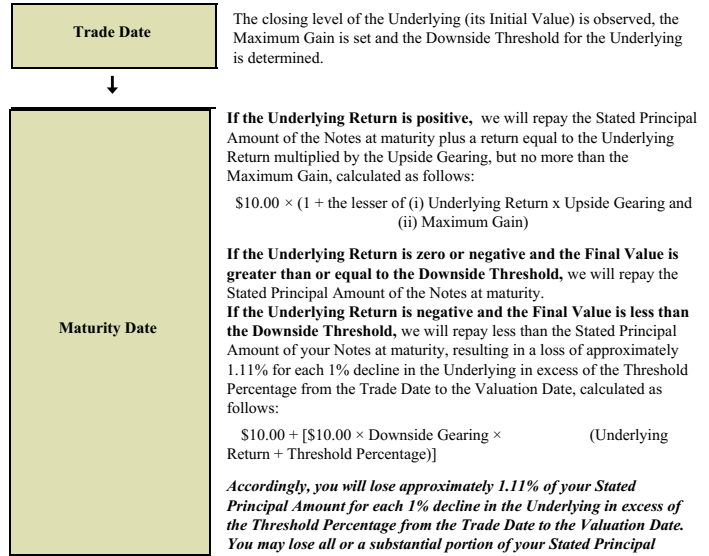 Trade Date
The closing level of the Underlying (its Initial Value) is observed, the
Maximum Gain is set and the Downside Threshold for the Underlying
is determined.
If the Underlying Return is positive, we will repay the Stated Principal
Amount of the Notes at maturity plus a return equal to the Underlying
Return multiplied by the Upside Gearing, but no more than the
Maximum Gain, calculated as follows:
$10.00 × (1 + the lesser of (i) Underlying Return x Upside Gearing and
(ii) Maximum Gain)
If the Underlying Return is zero or negative and the Final Value is
greater than or equal to the Downside Threshold, we will repay the
Stated Principal Amount of the Notes at maturity.
If the Underlying Return is negative and the Final Value is less than
the Downside Threshold, we will repay less than the Stated Principal
Maturity Date
Amount of your Notes at maturity, resulting in a loss of approximately
1.11% for each 1% decline in the Underlying in excess of the Threshold
Percentage from the Trade Date to the Valuation Date, calculated as
follows:
$10.00 + [$10.00 × Downside Gearing × (Underlying
Return + Threshold Percentage)]
Accordingly, you will lose approximately 1.11% of your Stated
Principal Amount for each 1% decline in the Underlying in excess of
the Threshold Percentage from the Trade Date to the Valuation Date.
You may lose all or a substantial portion of your Stated Principal